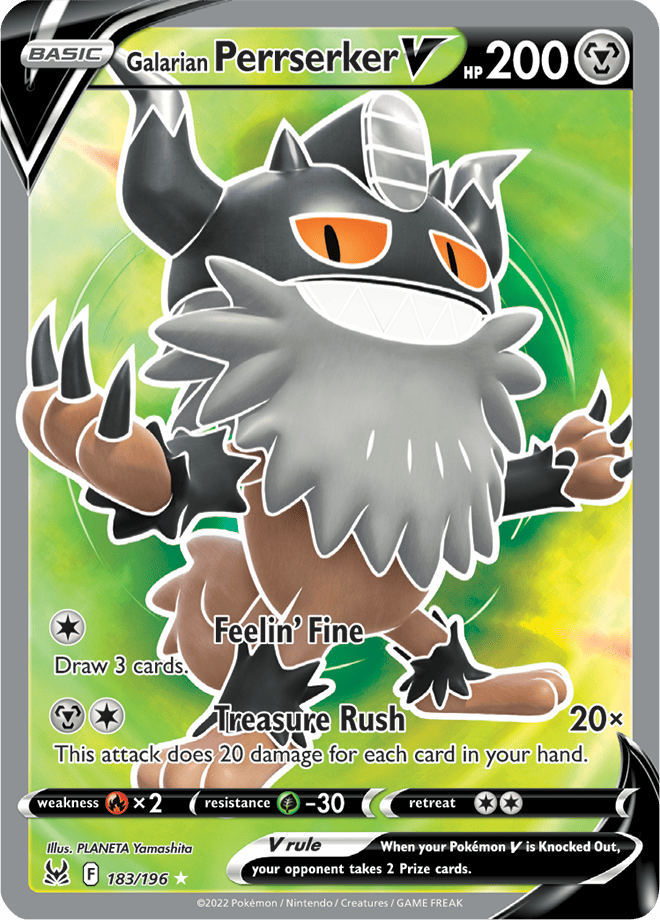 BASIC Galarian Perrserker V HP 200
Feelin' Fine
Draw 3 cards.
Treasure Rush 20×
This attack does 20 damage for each card in your hand.
weakness ×2 resistance -30 retreat
Illus. PLANETA Yamashita
V rule When your Pokémon V is Knocked Out,
your opponent takes 2 Prize cards.
F 183/196
©2022 Pokémon / Nintendo / Creatures / GAME FREAK